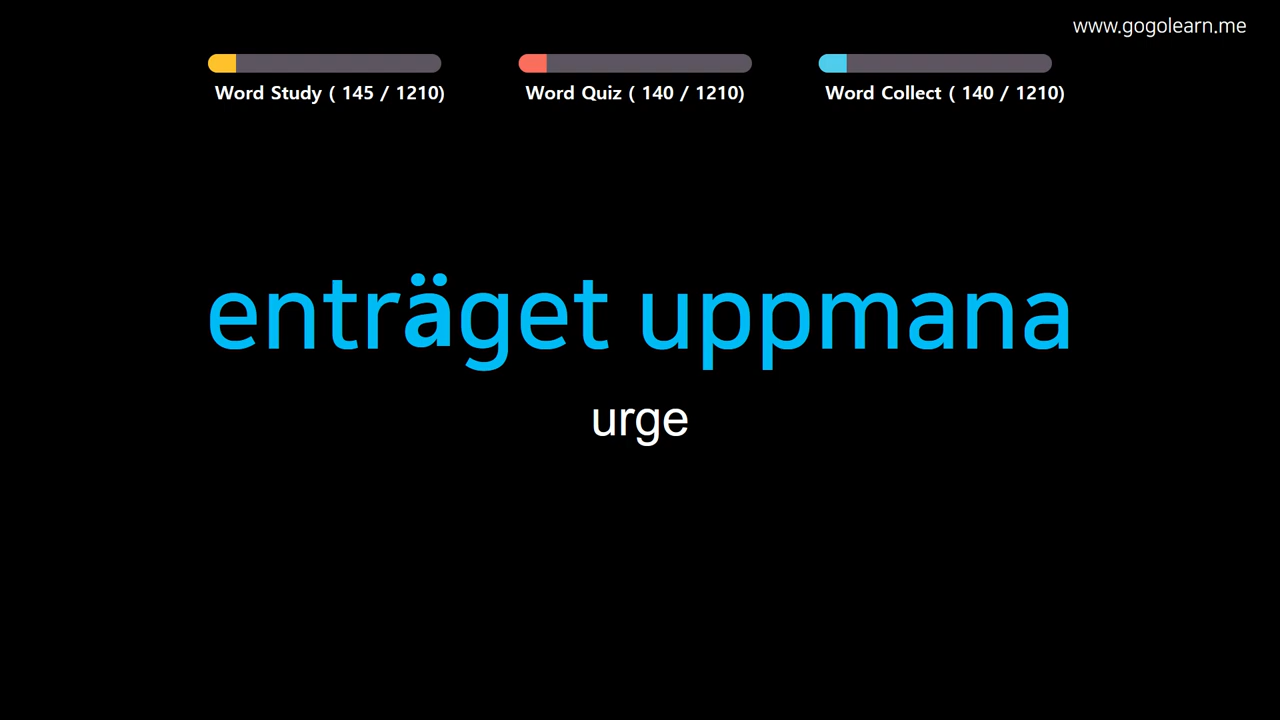 www.gogolearn.me
Word Study ( 145 / 1210)
Word Quiz ( 140 / 1210)
Word Collect ( 140 / 1210)
enträget uppmana
urge